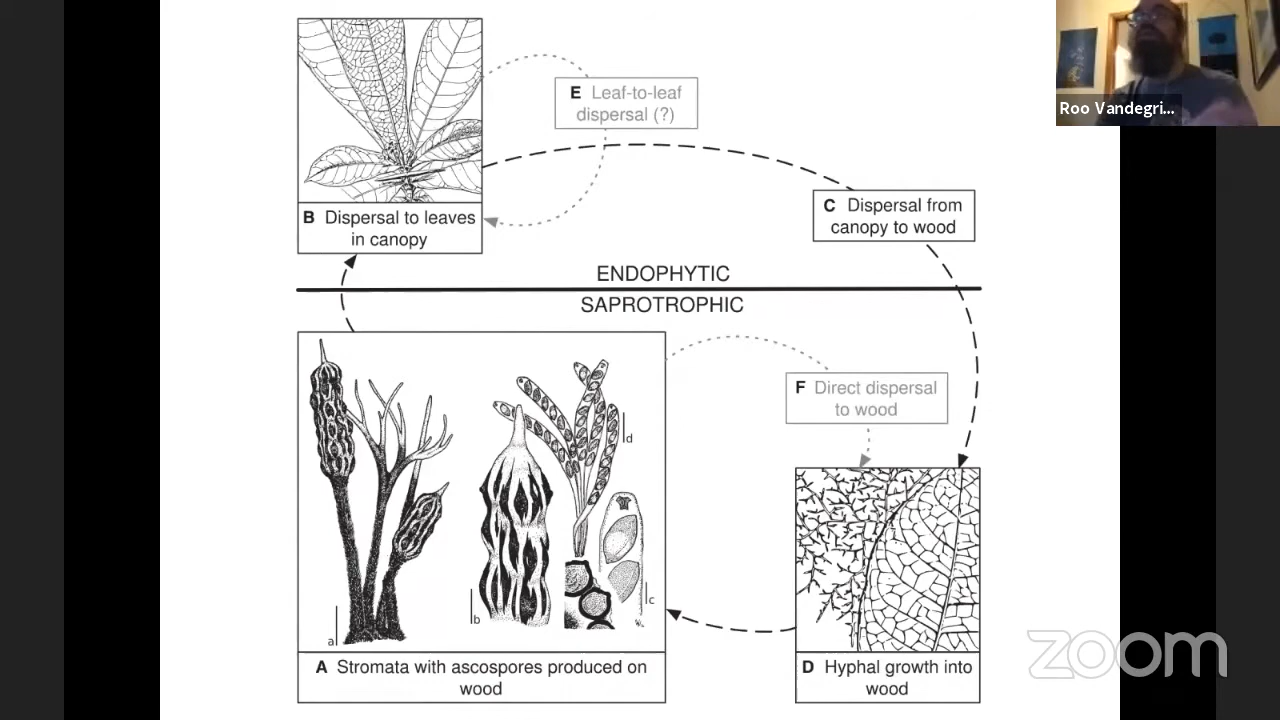 Roo Vandegri...
E Leaf-to-leaf
dispersal (?)
C Dispersal from
canopy to wood
B Dispersal to leaves
in canopy
ENDOPHYTIC
SAPROTROPHIC
F Direct dispersal
to wood
a
b
c
d
A Stromata with ascospores produced on
wood
D Hyphal growth into
wood
zoom